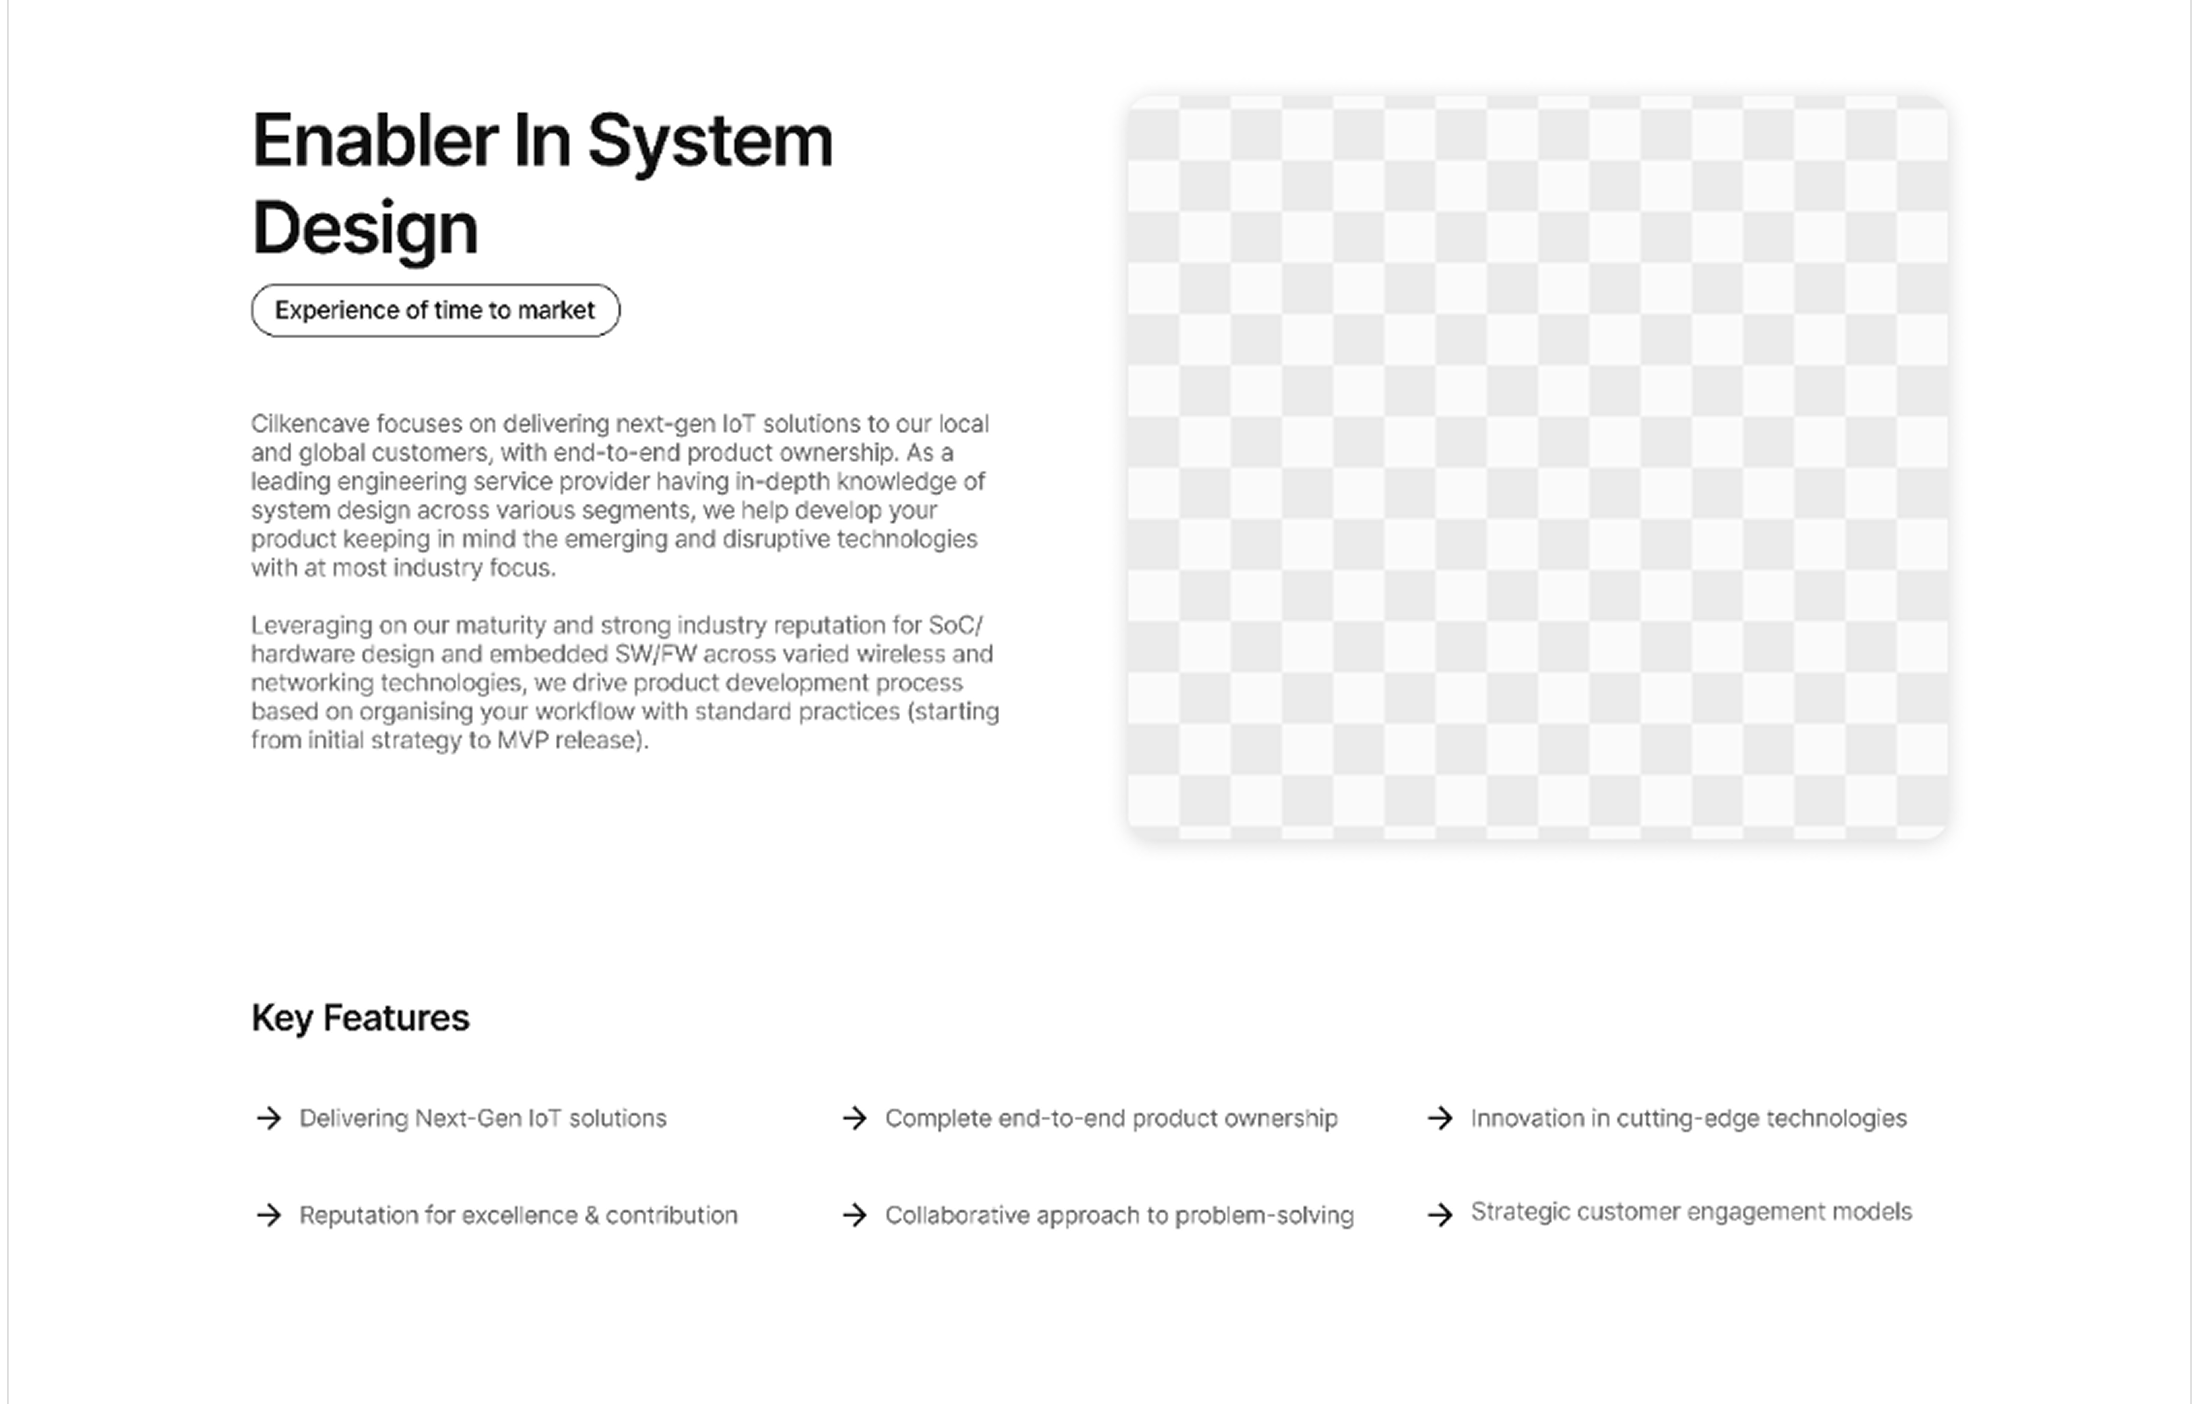 Enabler In System
Design
Experience of time to market
Cilkencave focuses on delivering next-gen IoT solutions to our local
and global customers, with end-to-end product ownership. As a
leading engineering service provider having in-depth knowledge of
system design across various segments, we help develop your
product keeping in mind the emerging and disruptive technologies
with at most industry focus.
Leveraging on our maturity and strong industry reputation for SoC/
hardware design and embedded SW/FW across varied wireless and
networking technologies, we drive product development process
based on organising your workflow with standard practices (starting
from initial strategy to MVP release).
Key Features
Delivering Next-Gen IoT solutions
Complete end-to-end product ownership
Innovation in cutting-edge technologies
Reputation for excellence & contribution
Collaborative approach to problem-solving
Strategic customer engagement models